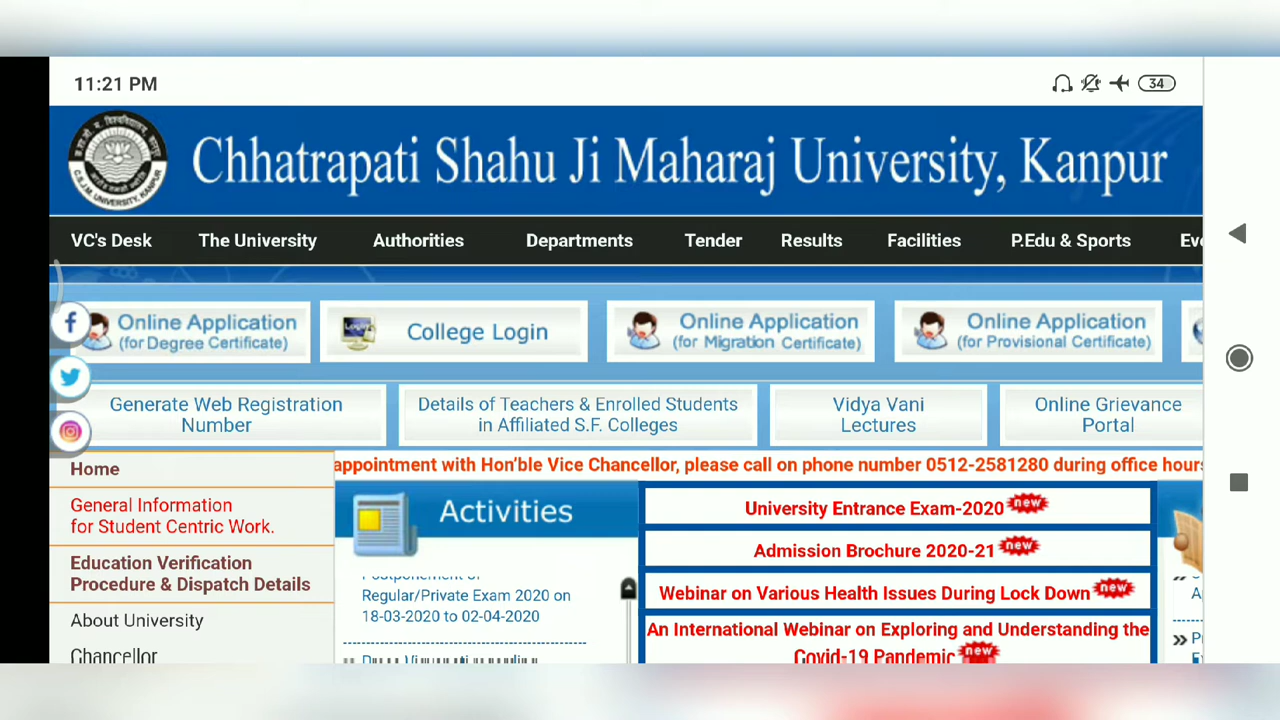 11:21 PM
34
Chhatrapati Shahu Ji Maharaj University, Kanpur
C.S.J.M. UNIVERSITY, KANPUR
VC's Desk The University Authorities Departments Tender Results Facilities P.Edu & Sports
Online Application
(for Degree Certificate)
College Login
Online Application
(for Migration Certificate)
Online Application
(for Provisional Certificate)
Generate Web Registration
Number
Details of Teachers & Enrolled Students
in Affiliated S.F. Colleges
Vidya Vani
Lectures
Online Grievance
Portal
appointment with Hon'ble Vice Chancellor, please call on phone number 0512-2581280 during office hours
Home
General Information
for Student Centric Work.
Education Verification
Procedure & Dispatch Details
About University
Chancellor
Activities
Postponement of
Regular/Private Exam 2020 on
18-03-2020 to 02-04-2020
University Entrance Exam-2020 new
Admission Brochure 2020-21 new
Webinar on Various Health Issues During Lock Down new
An International Webinar on Exploring and Understanding the
Covid-19 Pandemic new